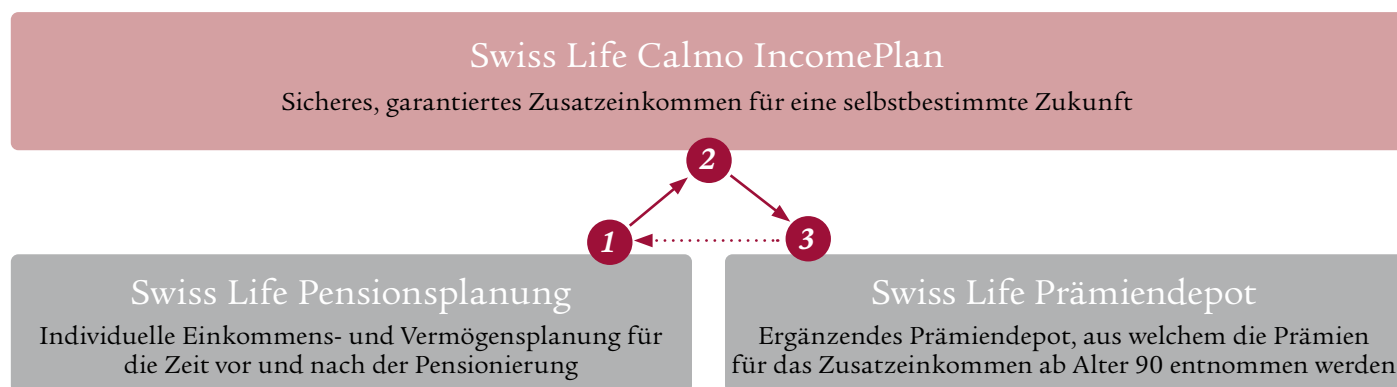 Swiss Life Calmo IncomePlan
Sicheres, garantiertes Zusatzeinkommen für eine selbstbestimmte Zukunft
2
1
3
Swiss Life Pensionsplanung
Individuelle Einkommens- und Vermögensplanung für
die Zeit vor und nach der Pensionierung
Swiss Life Prämiendepot
Ergänzendes Prämiendepot, aus welchem die Prämien
für das Zusatzeinkommen ab Alter 90 entnommen werden